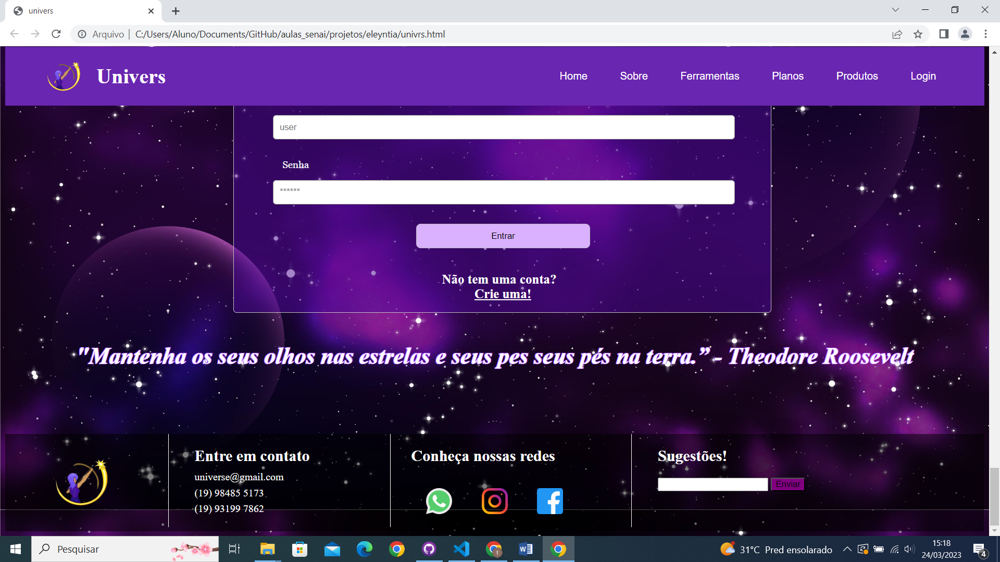 univers
Arquivo
C:/Users/Aluno/Documents/GitHub/aulas_senai/projetos/eleyntia/univrs.html
Univers
Home
Sobre
Ferramentas
Planos
Produtos
Login
user
Senha
******
Entrar
Não tem uma conta?
Crie uma!
"Mantenha os seus olhos nas estrelas e seus pes seus pés na terra.” - Theodore Roosevelt
Entre em contato
universe@gmail.com
(19) 98485 5173
(19) 93199 7862
Conheça nossas redes
Sugestões!
Enviar
Pesquisar
31°C Pred ensolarado
15:18
24/03/2023
4